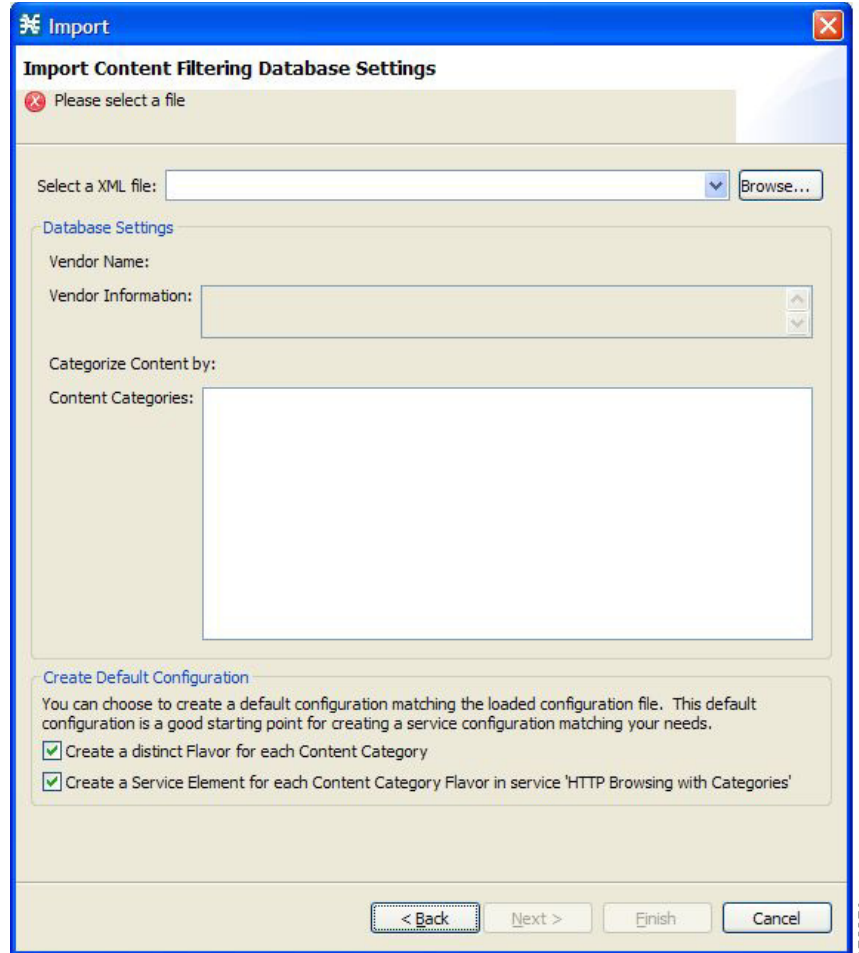 Import
Import Content Filtering Database Settings
Please select a file
Select a XML file:
Browse...
Database Settings
Vendor Name:
Vendor Information:
Categorize Content by:
Content Categories:
Create Default Configuration
You can choose to create a default configuration matching the loaded configuration file. This default
configuration is a good starting point for creating a service configuration matching your needs.
Create a distinct Flavor for each Content Category
Create a Service Element for each Content Category Flavor in service 'HTTP Browsing with Categories'
< Back
Next >
Finish
Cancel